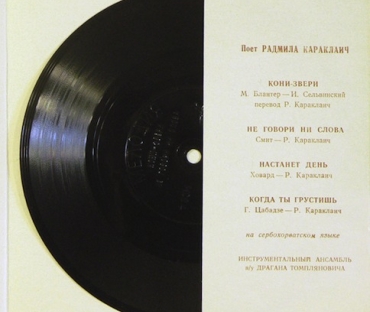 Поет РАДМИЛА КАРАКЛАИЧ
КОНИ-ЗВЕРИ
М. Блантер — И. Сельвинский
перевод Р. Караклаич
НЕ ГОВОРИ НИ СЛОВА
Смит — Р. Караклаич
НАСТАНЕТ ДЕНЬ
Ховард — Р. Караклаич
КОГДА ТЫ ГРУСТИШЬ
Г. Цабадзе — Р. Караклаич
на сербохорватском языке
ИНСТРУМЕНТАЛЬНЫЙ АНСАМБЛЬ
п/у ДРАГАНА ТОМПЛЯНОВИЧА